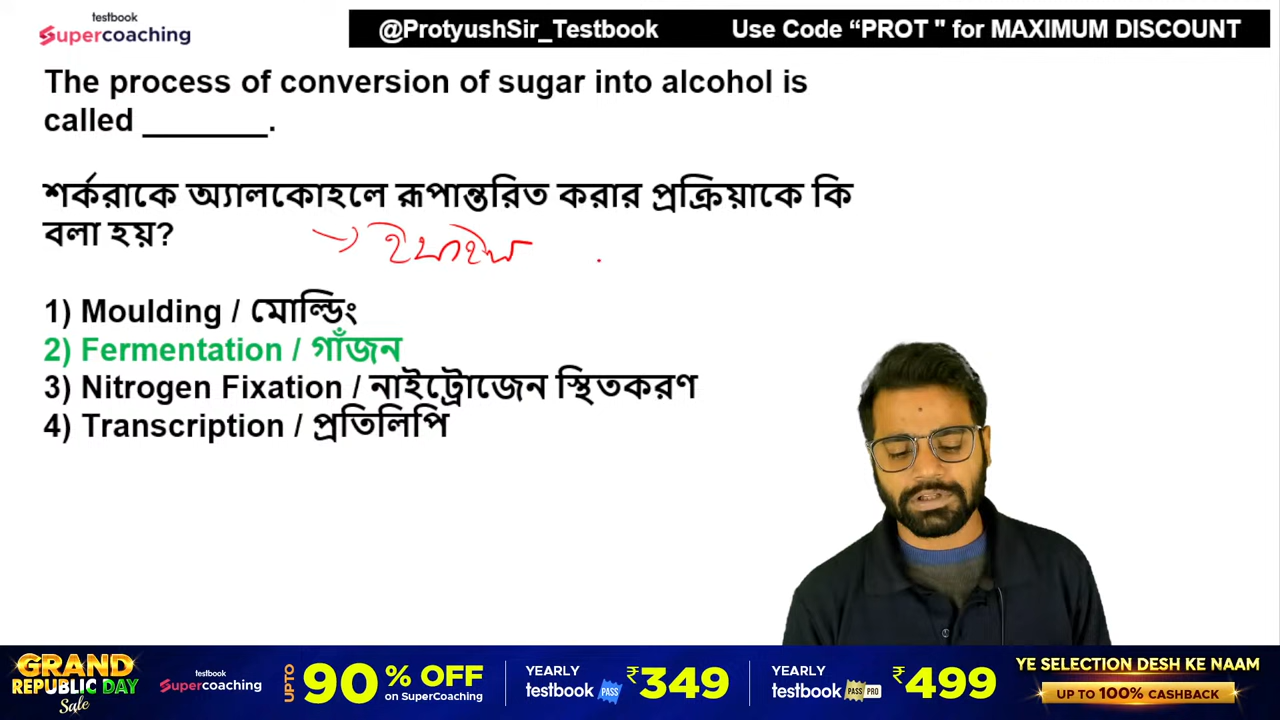 testbook
Supercoaching
@ProtyushSir_Testbook Use Code “PROT " for MAXIMUM DISCOUNT
The process of conversion of sugar into alcohol is
called _______.
শর্করাকে অ্যালকোহলে রূপান্তরিত করার প্রক্রিয়াকে কি
বলা হয়?
1) Moulding / মোল্ডিং
2) Fermentation / গাঁজন
3) Nitrogen Fixation / নাইট্রোজেন স্থিতকরণ
4) Transcription / প্রতিলিপি
GRAND
REPUBLIC DAY
Sale
testbook
Supercoaching
UPTO 90% OFF
on SuperCoaching
YEARLY
testbook PASS ₹349
YEARLY
testbook PASS PRO ₹499
YE SELECTION DESH KE NAAM
UP TO 100% CASHBACK